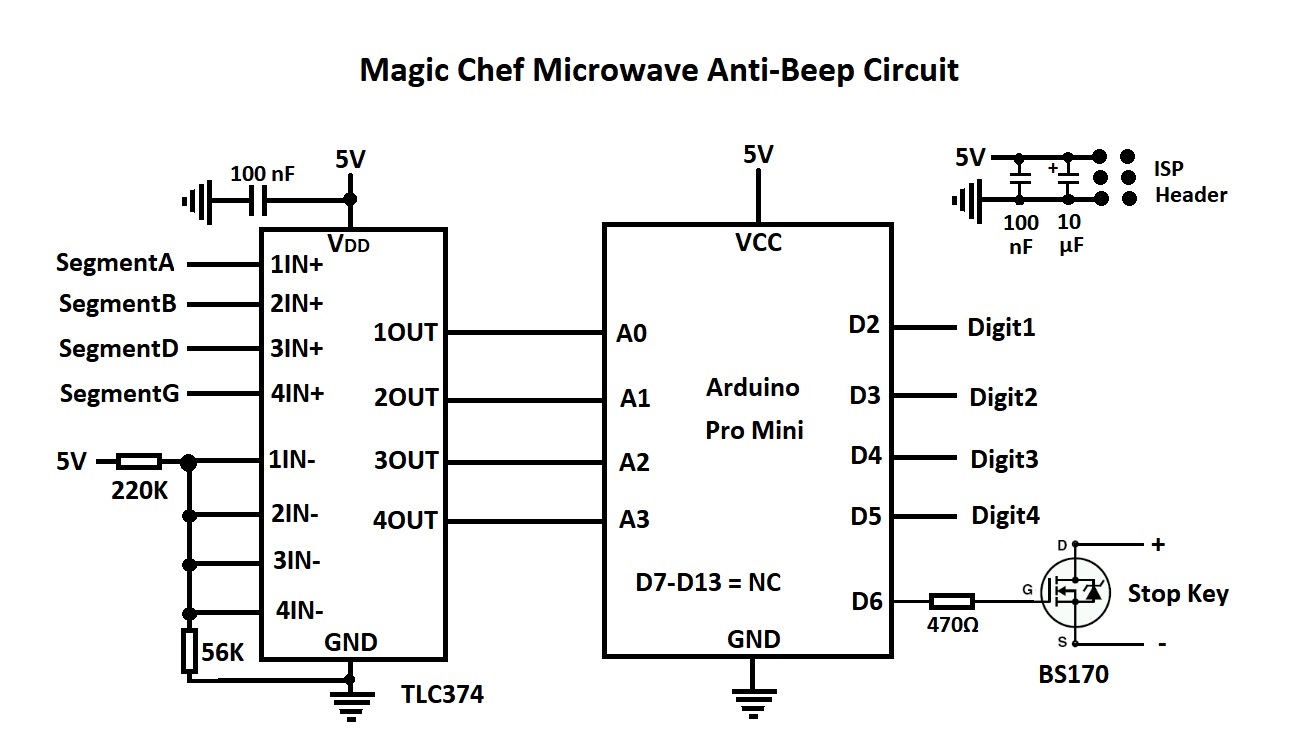 Magic Chef Microwave Anti-Beep Circuit
5V
100 nF
VDD
SegmentA
1IN+
SegmentB
2IN+
SegmentD
3IN+
SegmentG
4IN+
5V
220K
1IN-
2IN-
3IN-
4IN-
56K
1OUT
2OUT
3OUT
4OUT
GND
TLC374
5V
VCC
A0
A1
A2
A3
Arduino
Pro Mini
D7-D13 = NC
GND
D2
Digit1
D3
Digit2
D4
Digit3
D5
Digit4
D6
470Ω
D
G
S
+
Stop Key
-
BS170
5V
+
100
nF
10
µF
ISP
Header